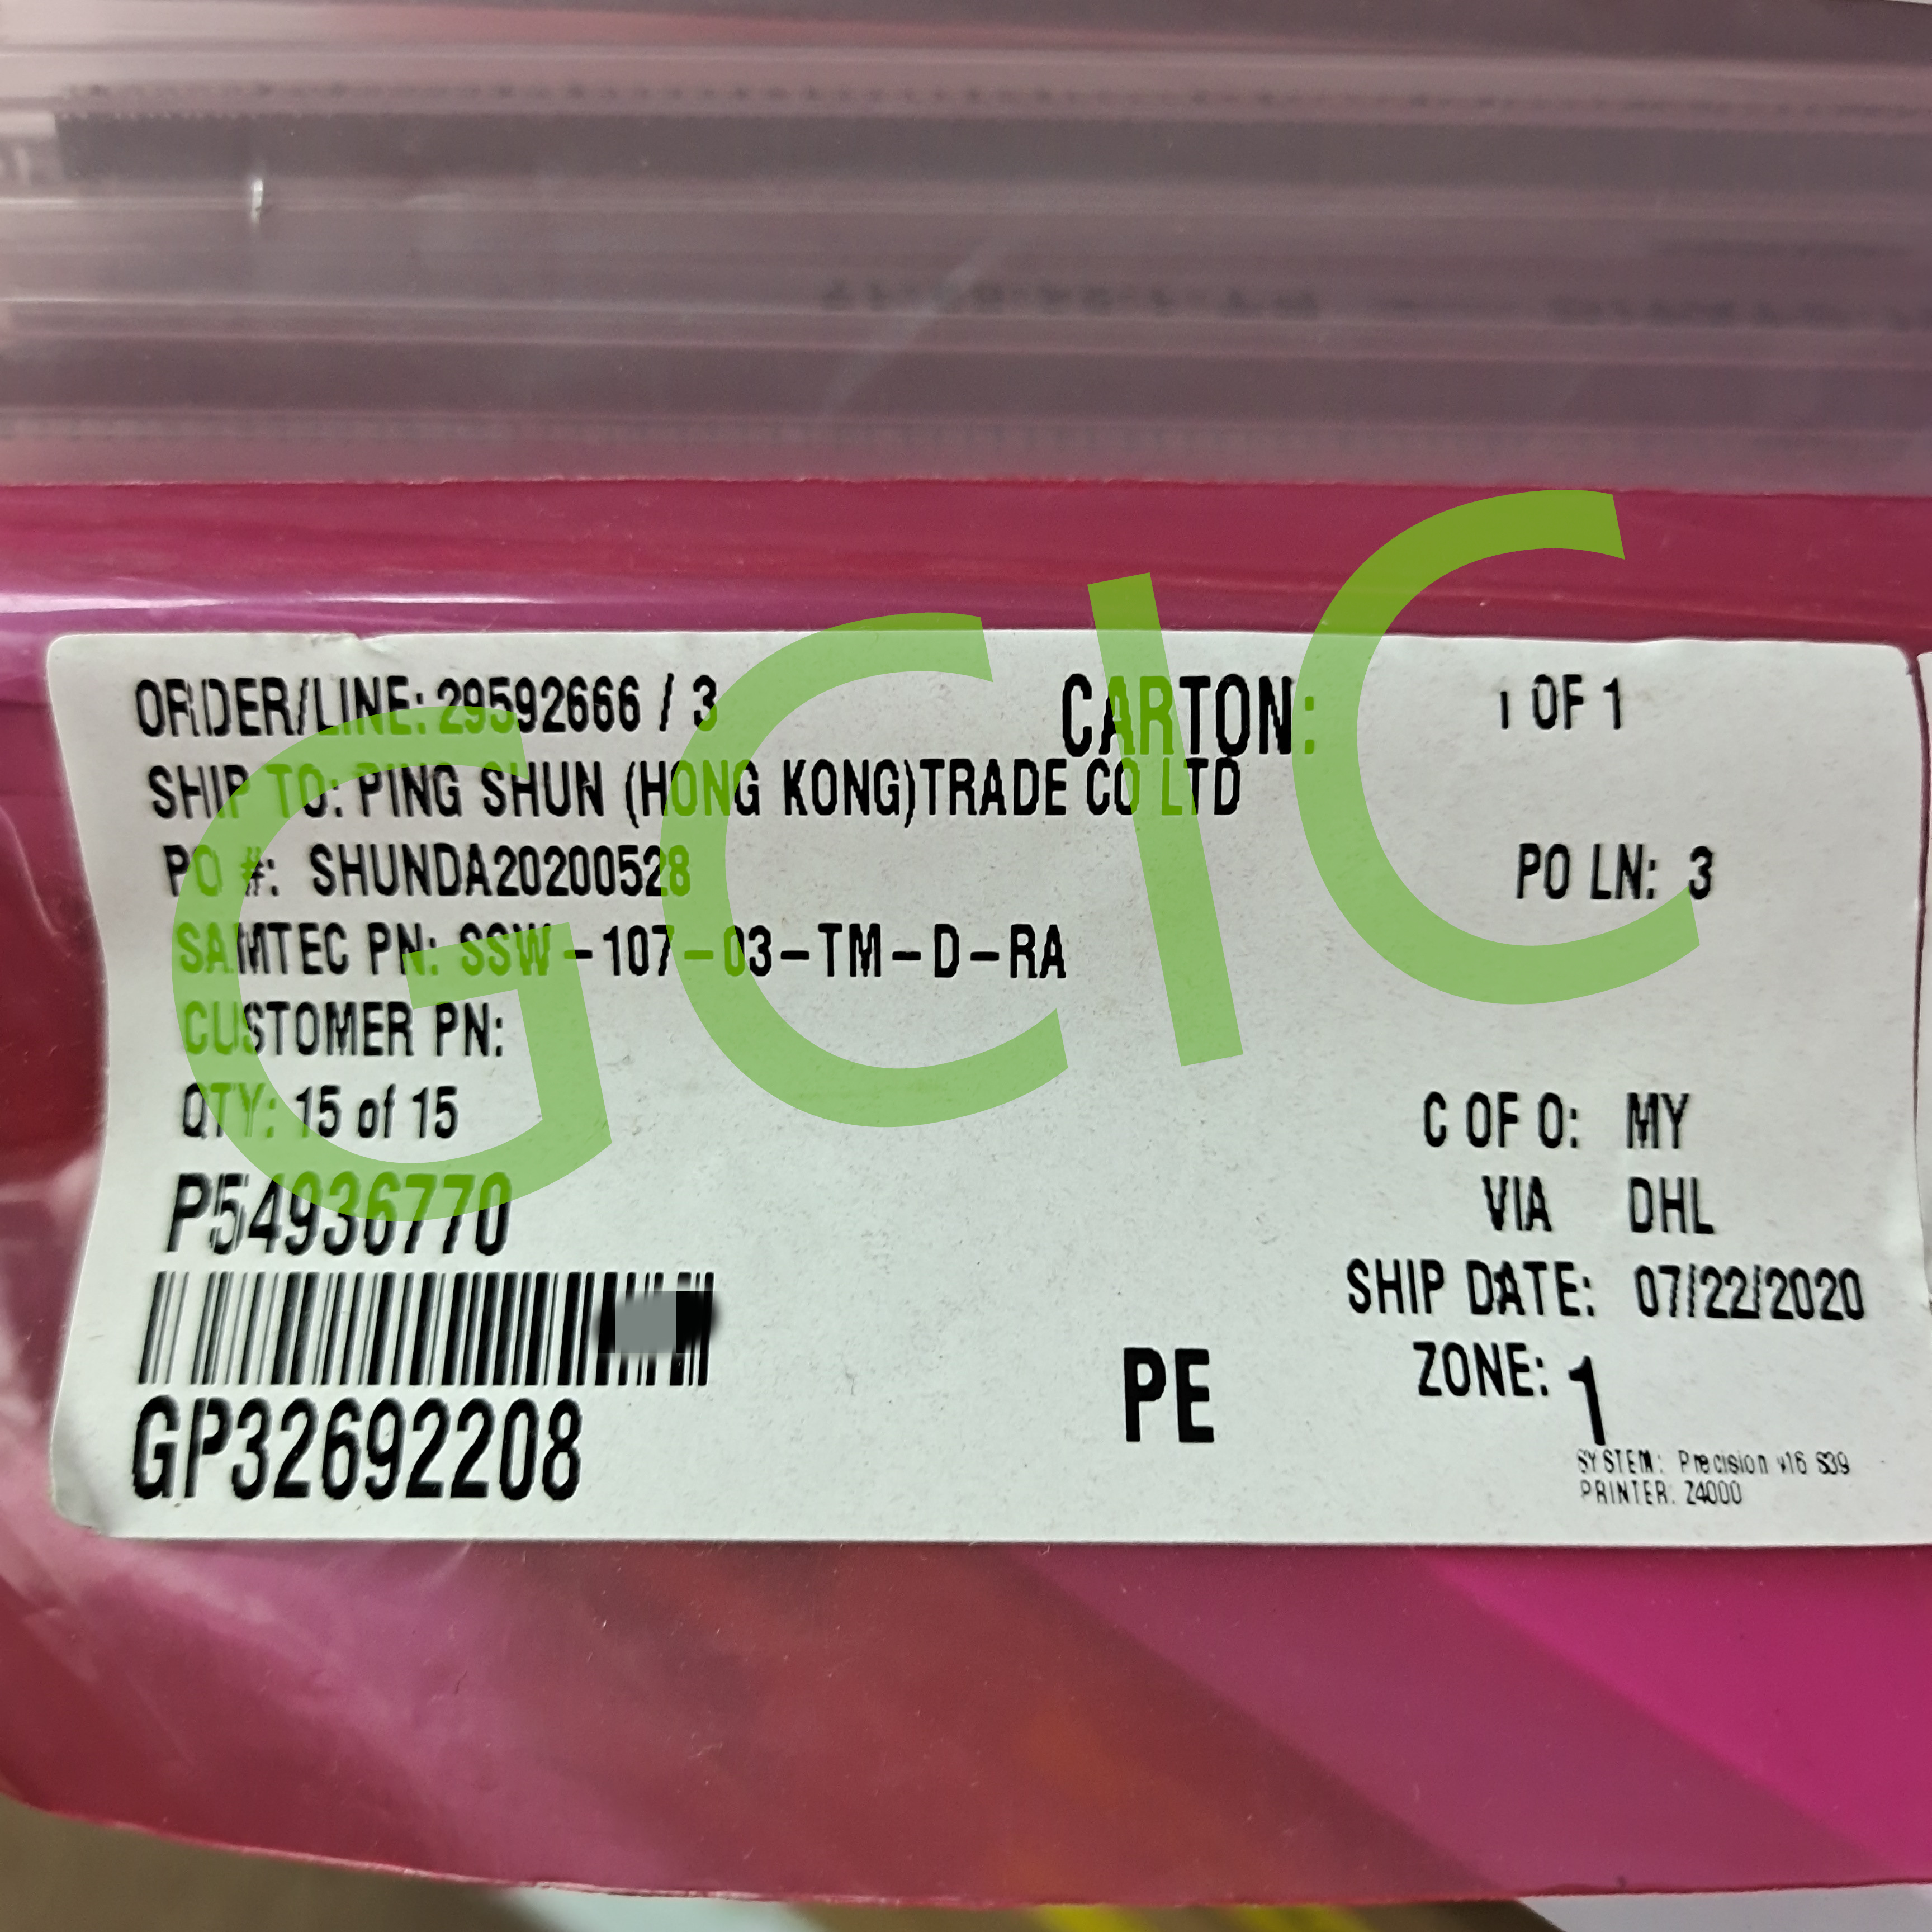 ORDER/LINE: 29592666 / 3
CARTON: 1 OF 1
SHIP TO: PING SHUN (HONG KONG)TRADE CO LTD
PO #: SHUNDA20200528
PO LN: 3
SAMTEC PN: SSW-107-03-TM-D-RA
CUSTOMER PN:
QTY: 15 of 15
C OF O: MY
P54936770
VIA DHL
SHIP DATE: 07/22/2020
PE
ZONE: 1
GP32692208
SYSTEM: Precision v16 S39
PRINTER: Z4000
GCIC